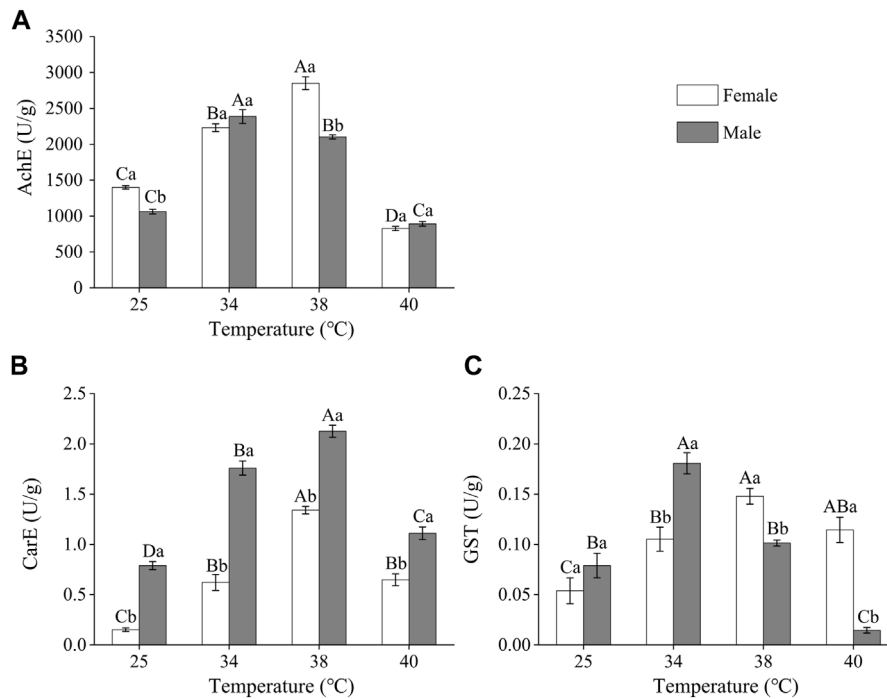 A
AchE (U/g)
3500
3000
2500
2000
1500
1000
500
0
Ca
Cb
Ba
Aa
Aa
Bb
Da
Ca
25
34
38
40
Temperature (℃)
Female
Male
B
CarE (U/g)
2.5
2.0
1.5
1.0
0.5
0.0
Cb
Da
Bb
Ba
Ab
Aa
Bb
Ca
25
34
38
40
Temperature (℃)
C
GST (U/g)
0.25
0.20
0.15
0.10
0.05
0.00
Ca
Ba
Bb
Aa
Aa
Bb
ABa
Cb
25
34
38
40
Temperature (℃)